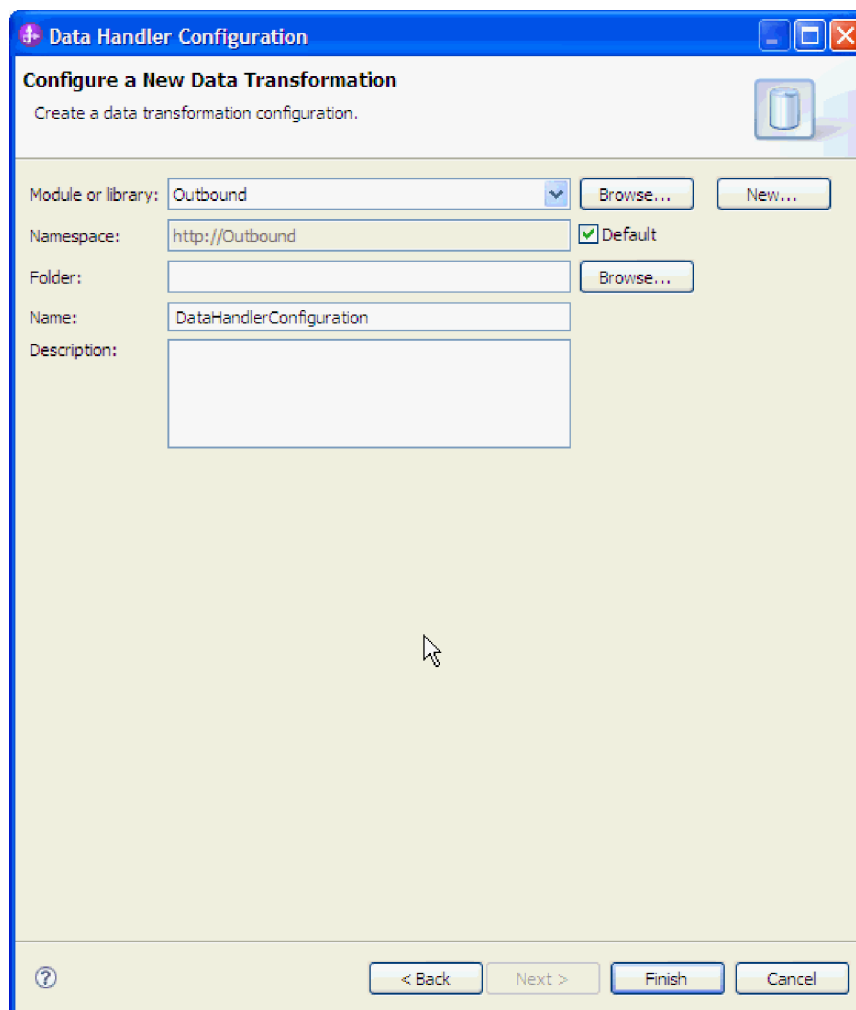 Data Handler Configuration
Configure a New Data Transformation
Create a data transformation configuration.
Module or library: Outbound Browse... New...
Namespace: http://Outbound Default
Folder: Browse...
Name: DataHandlerConfiguration
Description:
? < Back Next > Finish Cancel